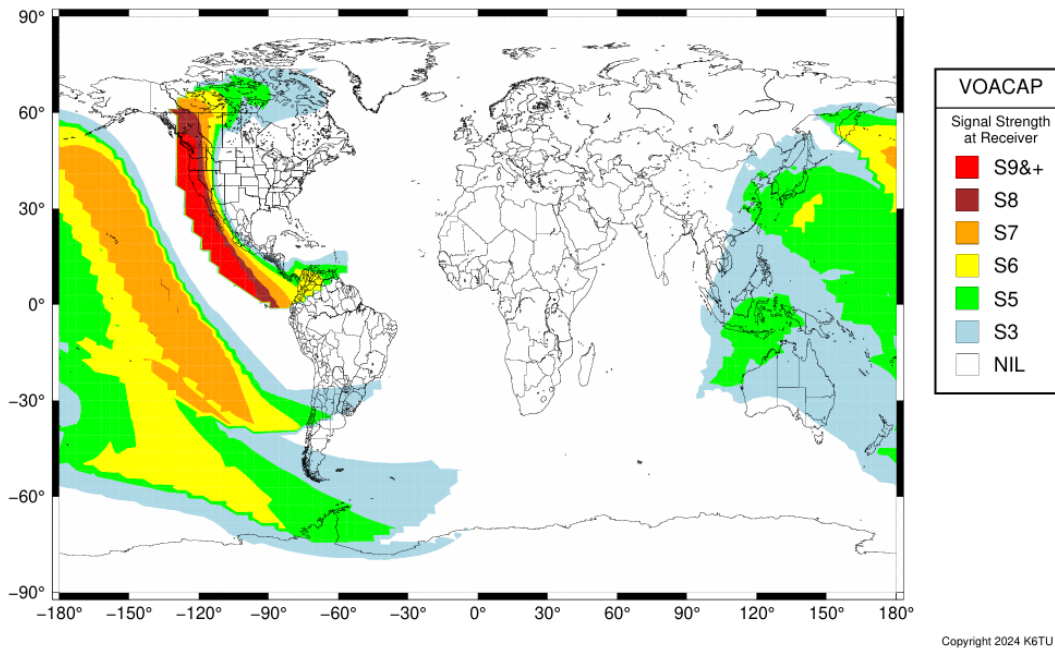 90°
60°
30°
0°
−30°
−60°
−90°
−180° −150° −120° −90° −60° −30° 0° 30° 60° 90° 120° 150° 180°
VOACAP
Signal Strength
at Receiver
S9&+
S8
S7
S6
S5
S3
NIL
Copyright 2024 K6TU